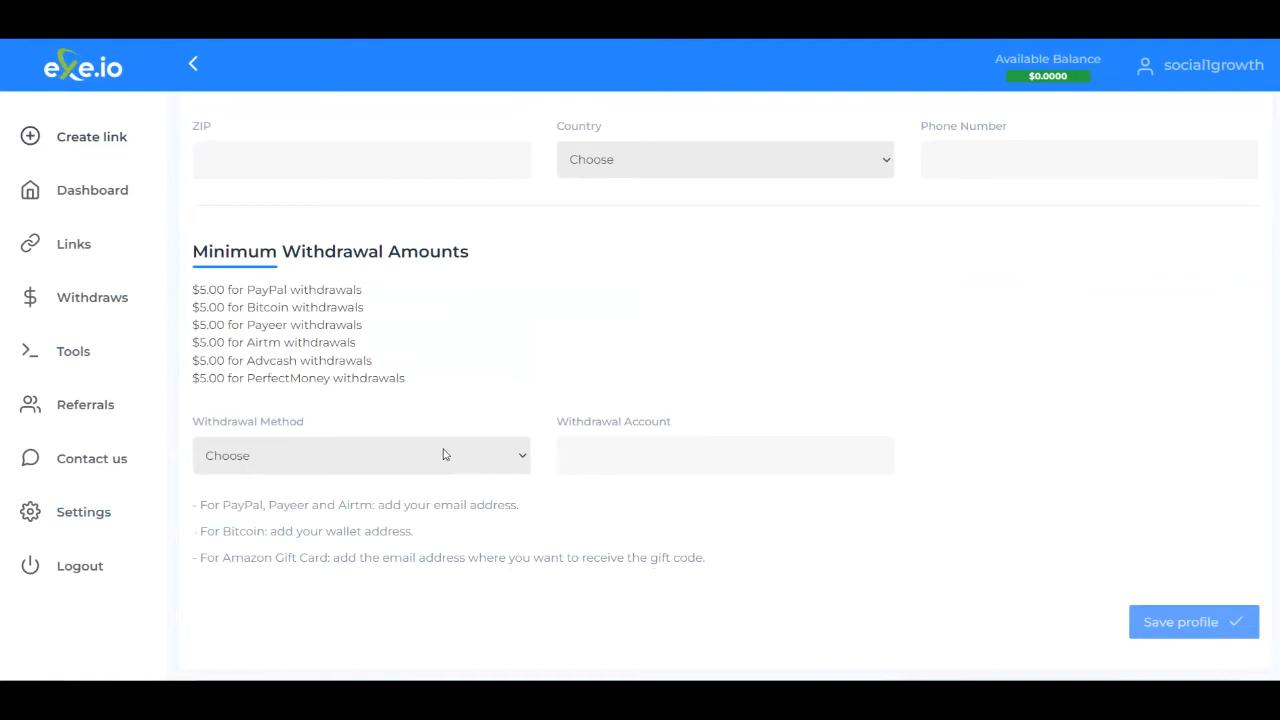 exe.io
Available Balance
$0.0000
social1growth
Create link
Dashboard
Links
Withdraws
Tools
Referrals
Contact us
Settings
Logout
ZIP
Country
Phone Number
Choose
Minimum Withdrawal Amounts
$5.00 for PayPal withdrawals
$5.00 for Bitcoin withdrawals
$5.00 for Payeer withdrawals
$5.00 for Airtm withdrawals
$5.00 for Advcash withdrawals
$5.00 for PerfectMoney withdrawals
Withdrawal Method
Withdrawal Account
Choose
- For PayPal, Payeer and Airtm: add your email address.
- For Bitcoin: add your wallet address.
- For Amazon Gift Card: add the email address where you want to receive the gift code.
Save profile